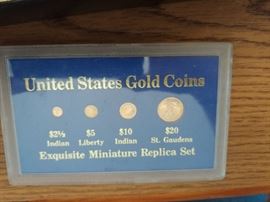 United States Gold Coins
$2½ $5 $10 $20
Indian Liberty Indian St. Gaudens
Exquisite Miniature Replica Set